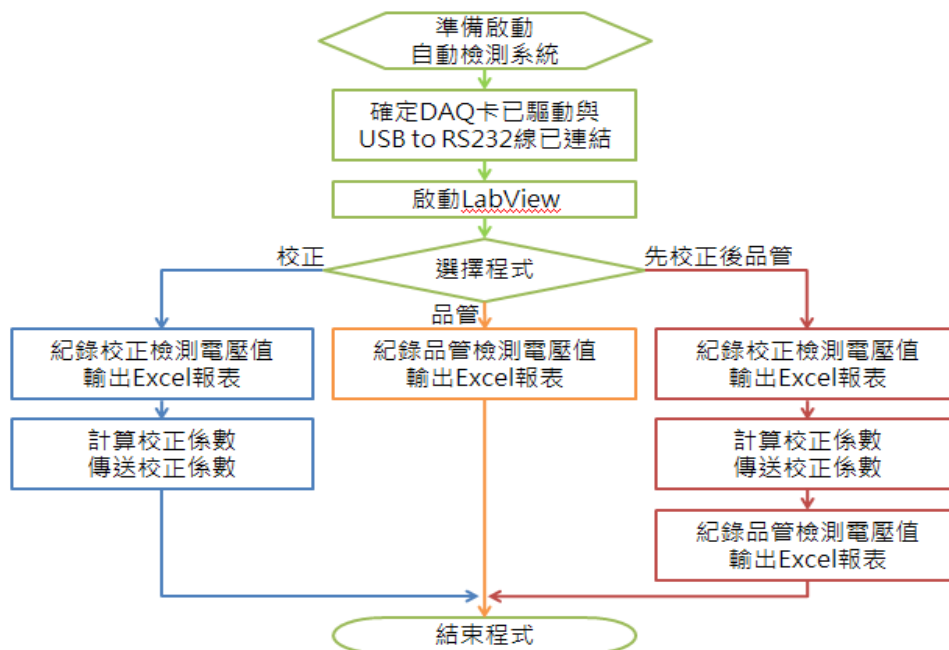 準備啟動
自動檢測系統
確定DAQ卡已驅動與
USB to RS232線已連結
啟動LabView
選擇程式
校正
品管
先校正後品管
紀錄校正檢測電壓值
輸出Excel報表
計算校正係數
傳送校正係數
紀錄品管檢測電壓值
輸出Excel報表
紀錄校正檢測電壓值
輸出Excel報表
計算校正係數
傳送校正係數
紀錄品管檢測電壓值
輸出Excel報表
結束程式